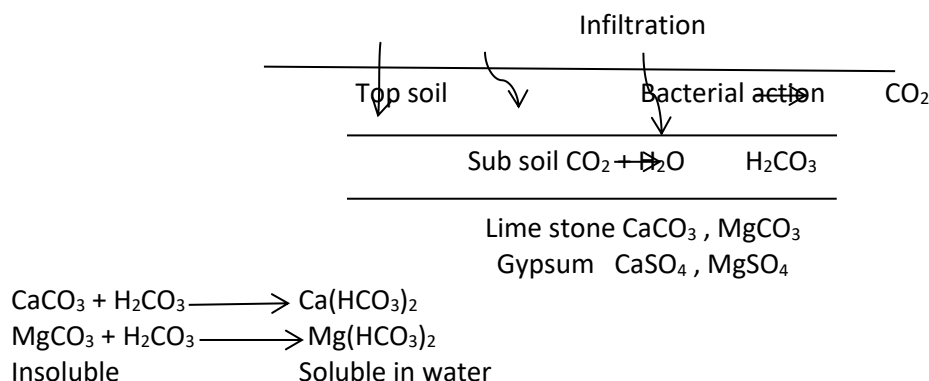 Infiltration
Top soil Bacterial action CO₂
Sub soil CO₂ + H₂O H₂CO₃
Lime stone CaCO₃ , MgCO₃
Gypsum CaSO₄ , MgSO₄
CaCO₃ + H₂CO₃ Ca(HCO₃)₂
MgCO₃ + H₂CO₃ Mg(HCO₃)₂
Insoluble Soluble in water